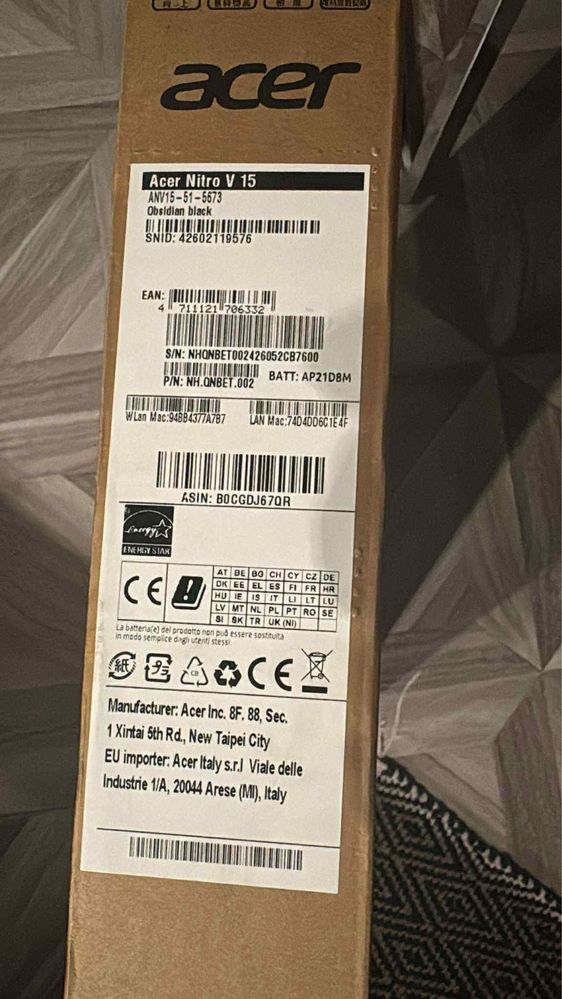 acer
Acer Nitro V 15
ANV15-51-5673
Obsidian black
SNID: 42602119576
EAN:
4 711121 706332
S/N: NHQNBET002426052CB7600
P/N: NH.QNBET.002
BATT: AP21D8M
WLan Mac:94BB4377A7B7
LAN Mac:74D4DD6C1E4F
ASIN: B0CGDJ67QR
energy
ENERGY STAR
CE
AT BE BG CH CY CZ DE
DK EE EL ES FI FR HR
HU IE IS IT LI LT LU
LV MT NL PL PT RO SE
SI SK TR UK (NI)
La batteria[e] del prodotto non può essere sostituita
in modo semplice dagli utenti stessi.
紙
CE
Manufacturer: Acer Inc. 8F, 88, Sec.
1 Xintai 5th Rd., New Taipei City
EU importer: Acer Italy s.r.l Viale delle
Industrie 1/A, 20044 Arese (MI), Italy